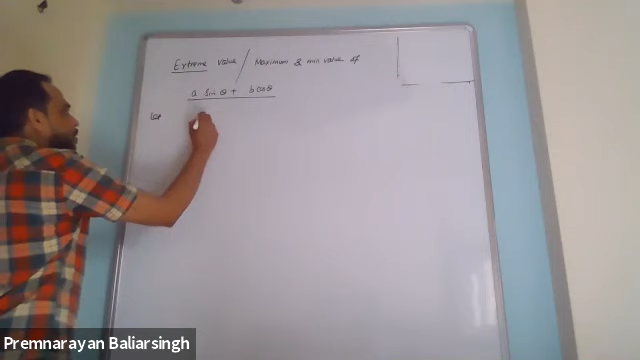 Extreme value / Maximum & min value of
a sin θ + b cos θ
Let
Premnarayan Baliarsingh